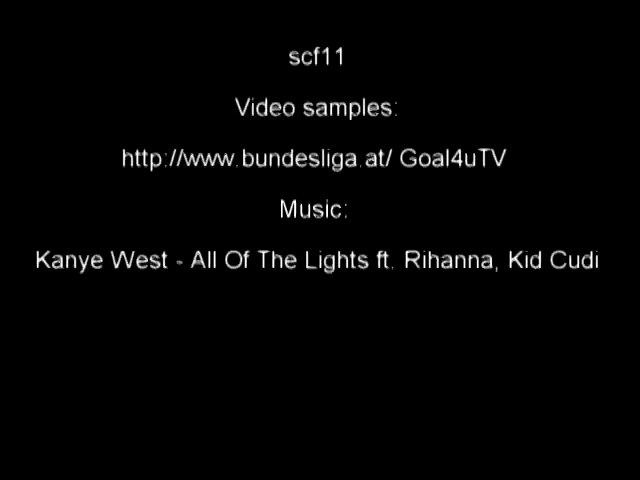 scf11
Video samples:
http://www.bundesliga.at/ Goal4uTV
Music:
Kanye West - All Of The Lights ft. Rihanna, Kid Cudi